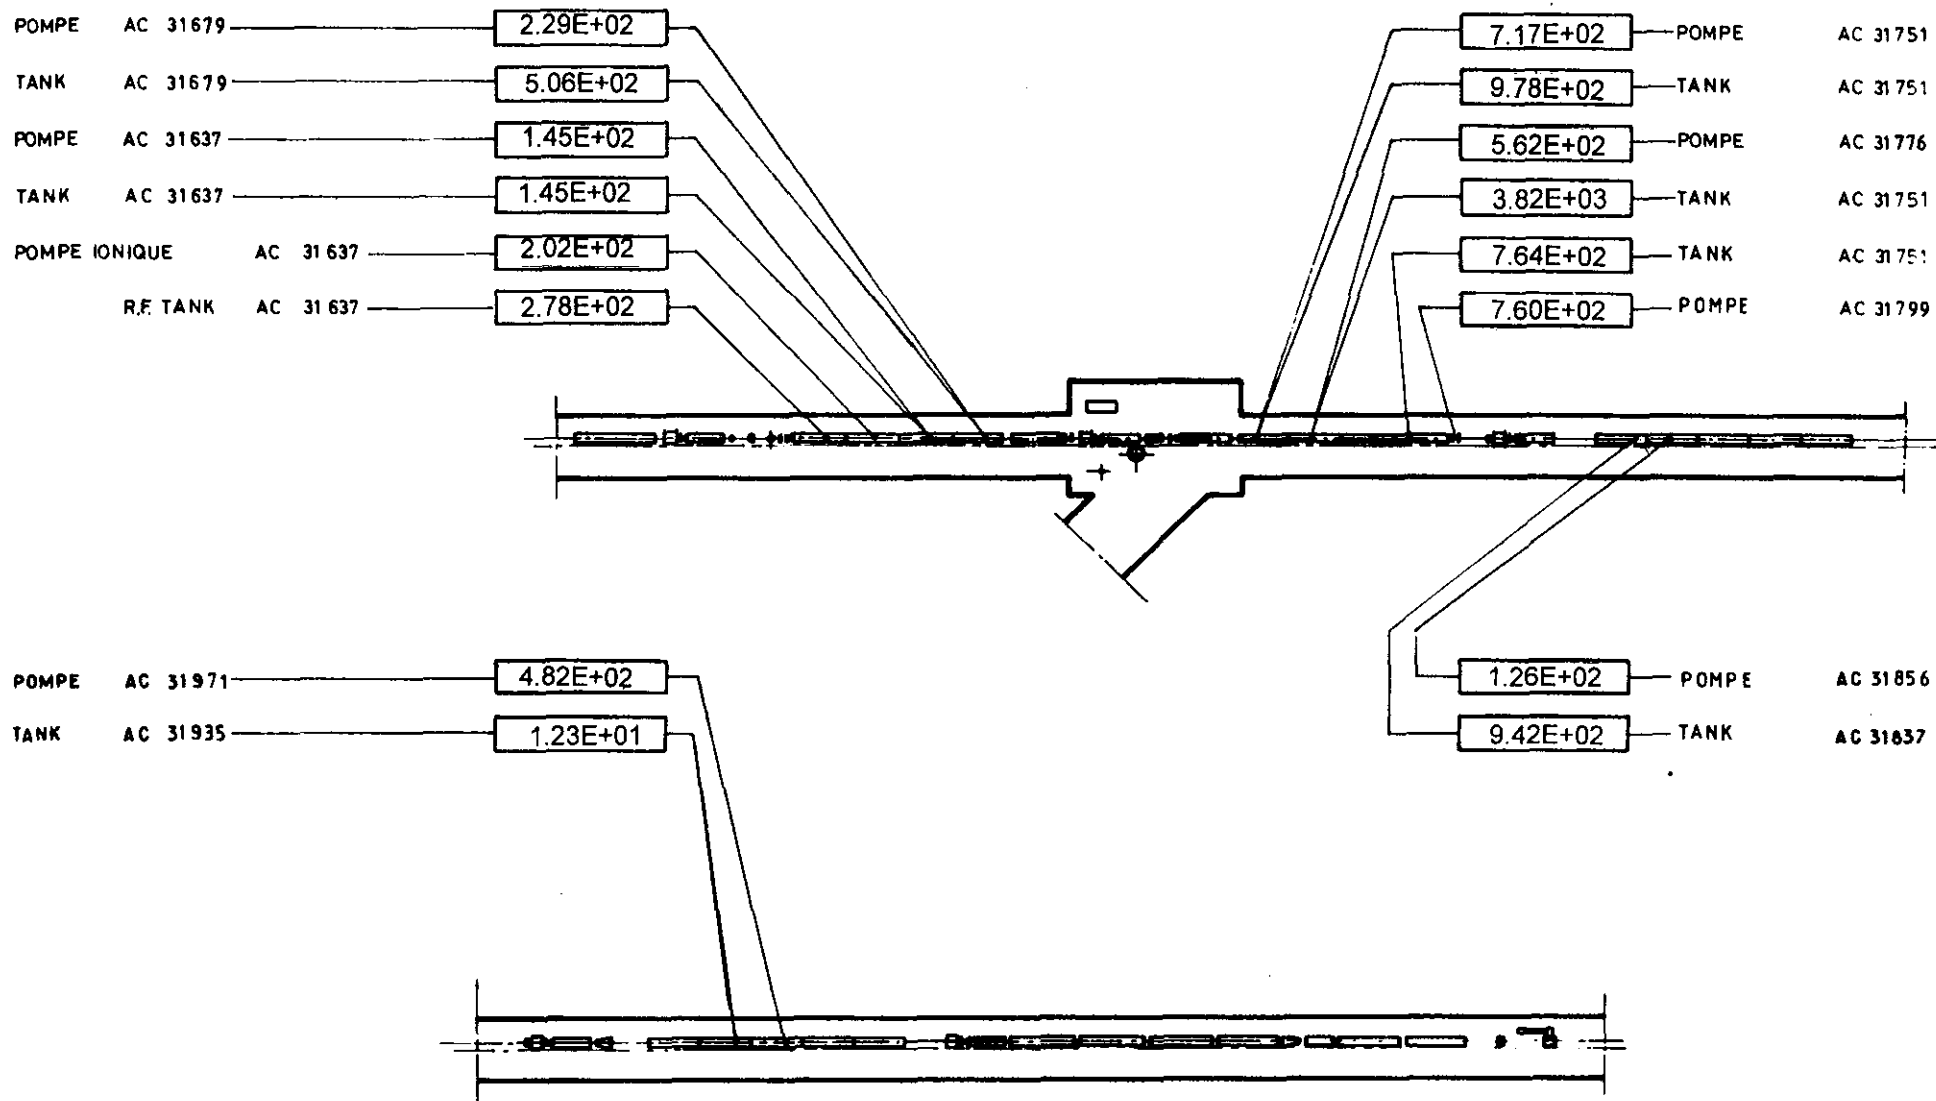 POMPE AC 31679 2.29E+02
TANK AC 31679 5.06E+02
POMPE AC 31637 1.45E+02
TANK AC 31637 1.45E+02
POMPE IONIQUE AC 31637 2.02E+02
R.F. TANK AC 31637 2.78E+02
7.17E+02 POMPE AC 31751
9.78E+02 TANK AC 31751
5.62E+02 POMPE AC 31776
3.82E+03 TANK AC 31751
7.64E+02 TANK AC 31751
7.60E+02 POMPE AC 31799
POMPE AC 31971 4.82E+02
TANK AC 31935 1.23E+01
1.26E+02 POMPE AC 31856
9.42E+02 TANK AC 31837